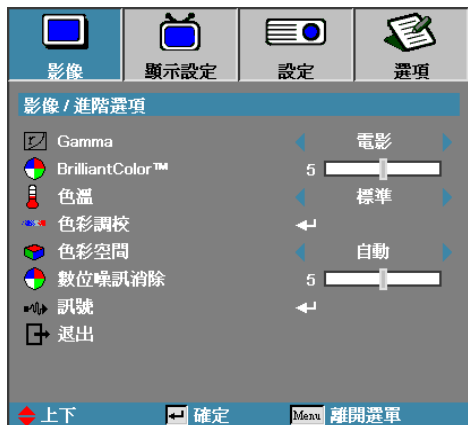 影像 顯示設定 設定 選項
影像 / 進階選項
Gamma 電影
BrilliantColor™ 5
色溫 標準
色彩調校
色彩空間 自動
數位噪訊消除 5
訊號
退出
上下 確定 Menu 離開選單